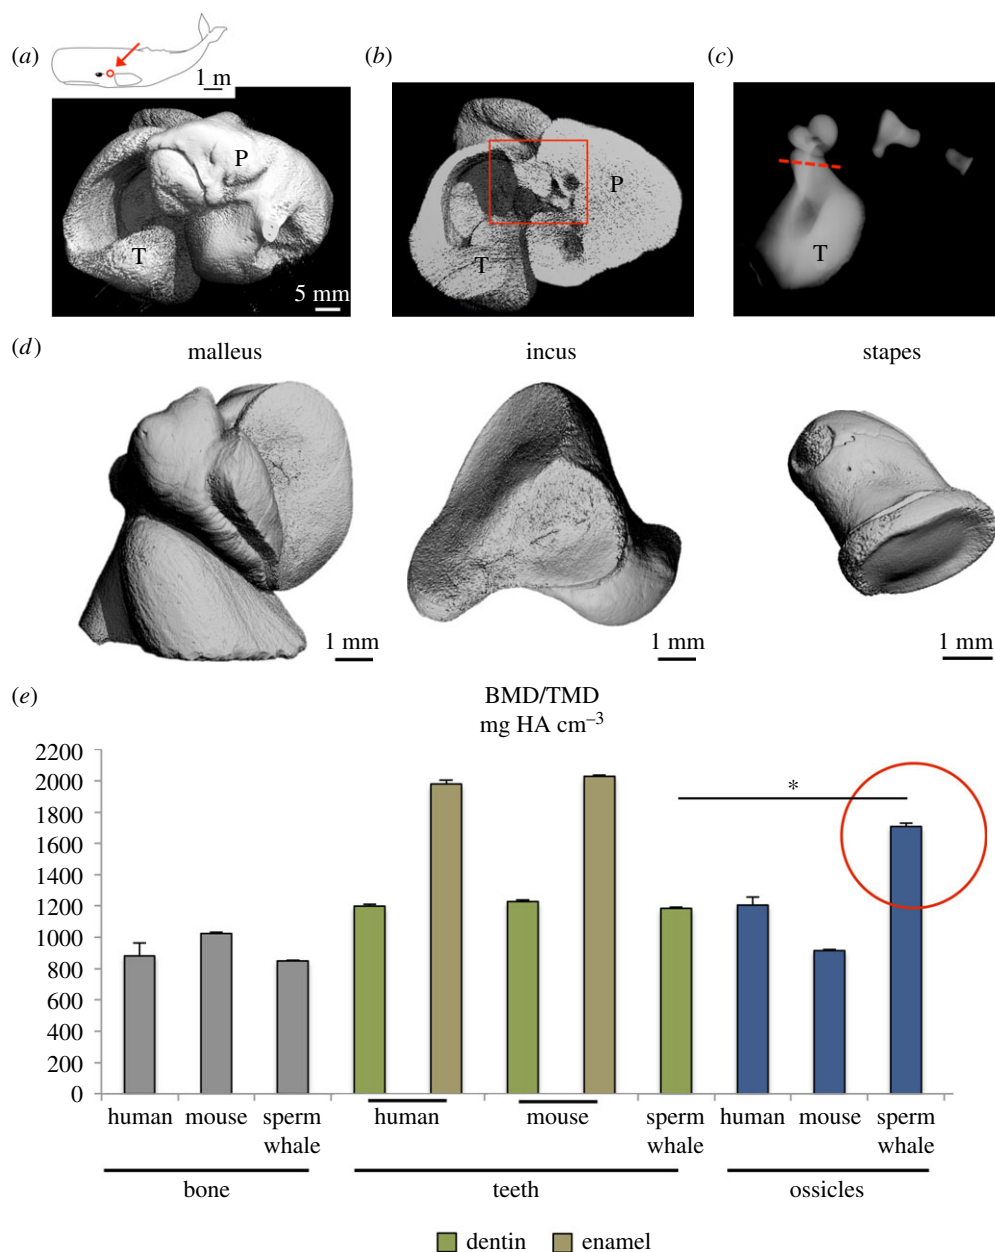 (a)
(b)
(c)
1 m
P
T
5 mm
P
T
T
(d)
malleus
incus
stapes
1 mm
1 mm
1 mm
(e)
BMD/TMD
mg HA cm⁻³
2200
2000
1800
1600
1400
1200
1000
800
600
400
200
0
*
human
mouse
sperm
whale
human
mouse
sperm
whale
human
mouse
sperm
whale
bone
teeth
ossicles
dentin
enamel